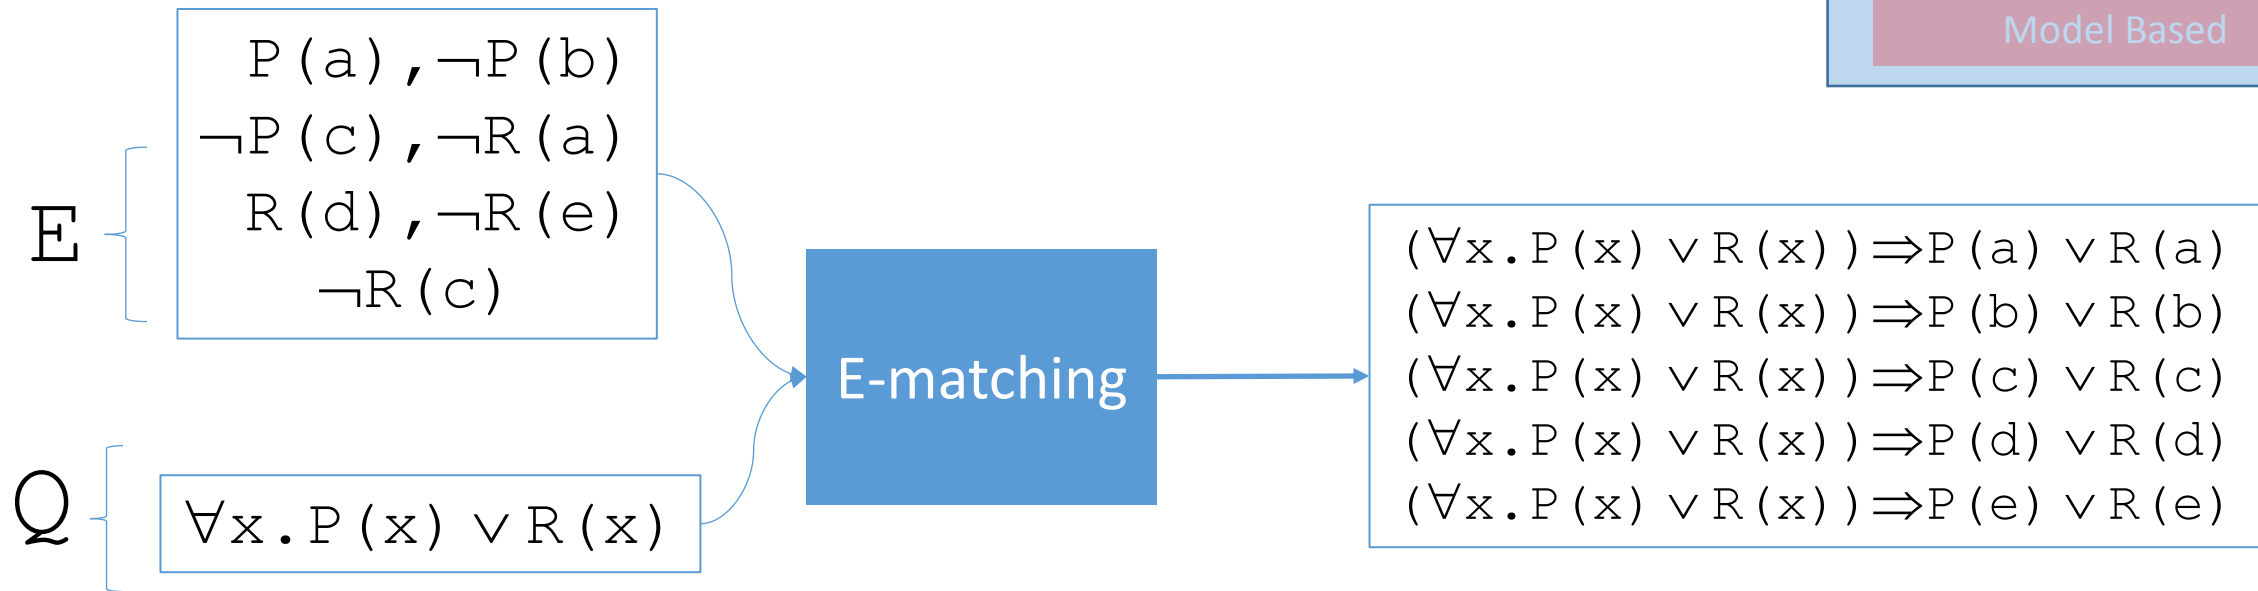 Model Based
P(a),¬P(b)
¬P(c),¬R(a)
R(d),¬R(e)
¬R(c)
E
E-matching
(∀x.P(x)∨R(x))⇒P(a)∨R(a)
(∀x.P(x)∨R(x))⇒P(b)∨R(b)
(∀x.P(x)∨R(x))⇒P(c)∨R(c)
(∀x.P(x)∨R(x))⇒P(d)∨R(d)
(∀x.P(x)∨R(x))⇒P(e)∨R(e)
Q
∀x.P(x)∨R(x)